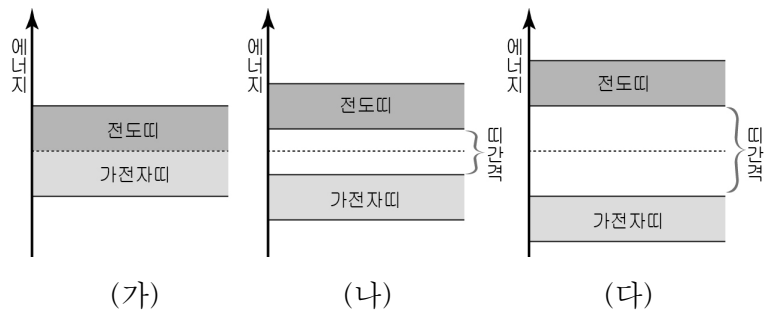 에너지
전도띠
가전자띠
(가)
에너지
전도띠
가전자띠
띠간격
(나)
에너지
전도띠
가전자띠
띠간격
(다)